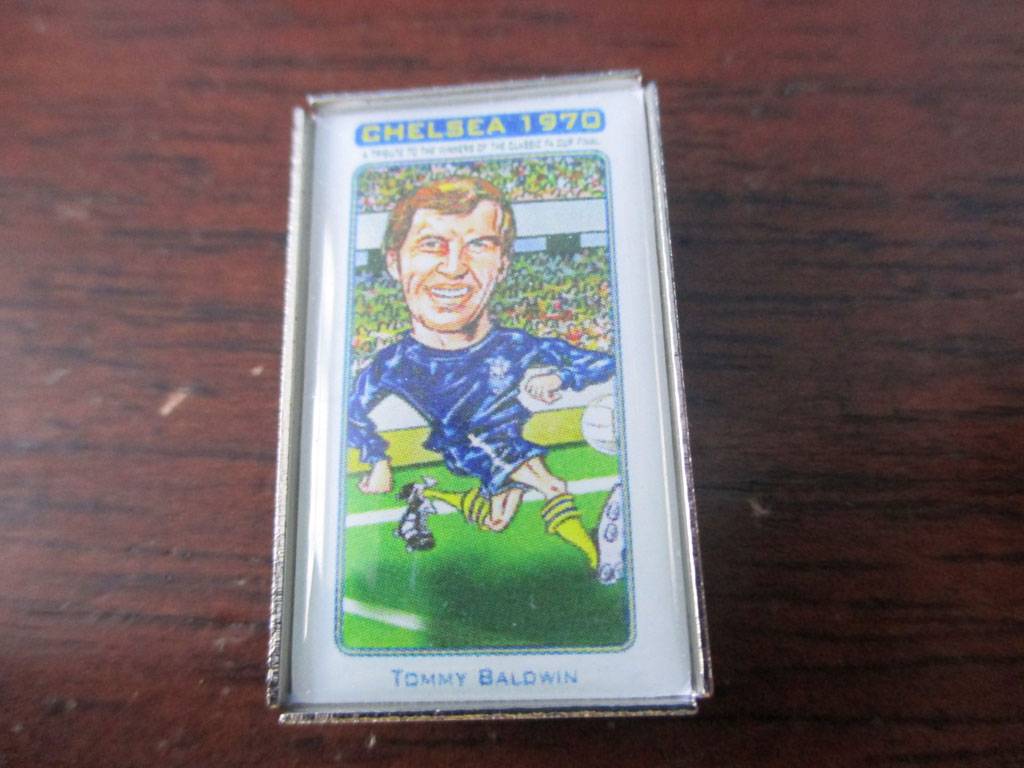 CHELSEA 1970
A TRIBUTE TO THE WINNERS OF THE CLASSIC FA CUP FINAL
TOMMY BALDWIN